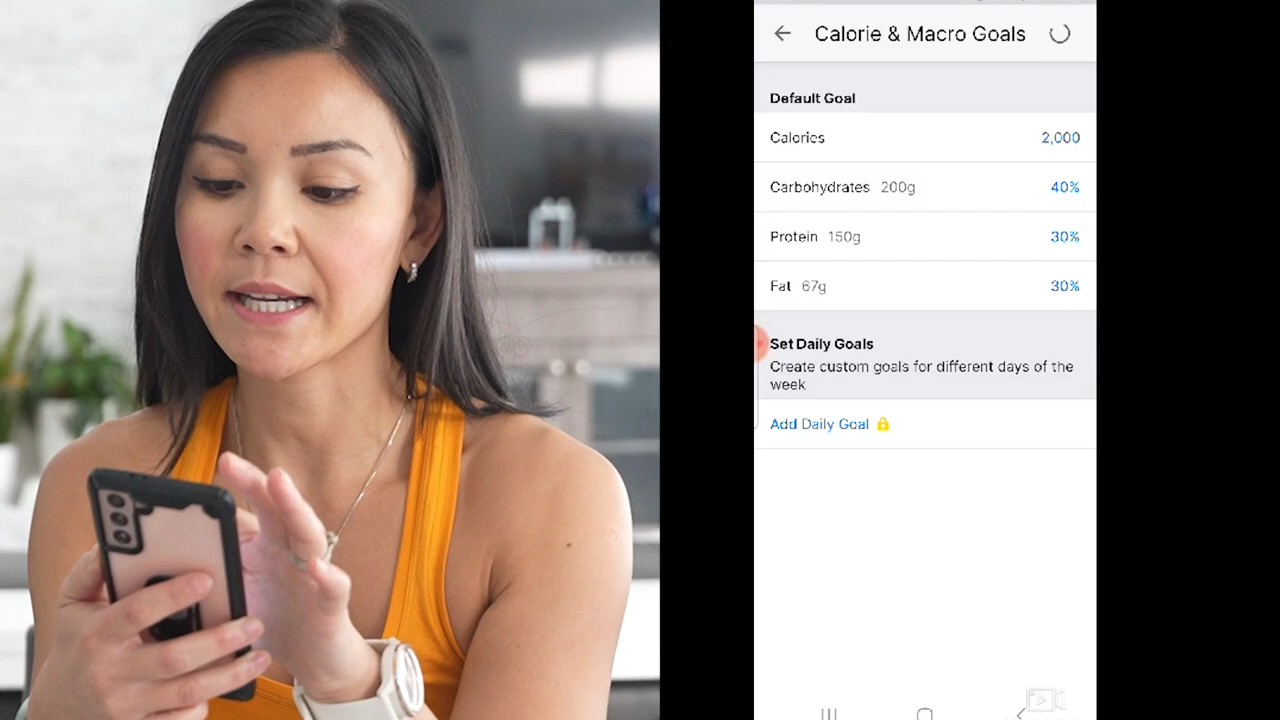 Calorie & Macro Goals
Default Goal
Calories 2,000
Carbohydrates 200g 40%
Protein 150g 30%
Fat 67g 30%
Set Daily Goals
Create custom goals for different days of the
week
Add Daily Goal